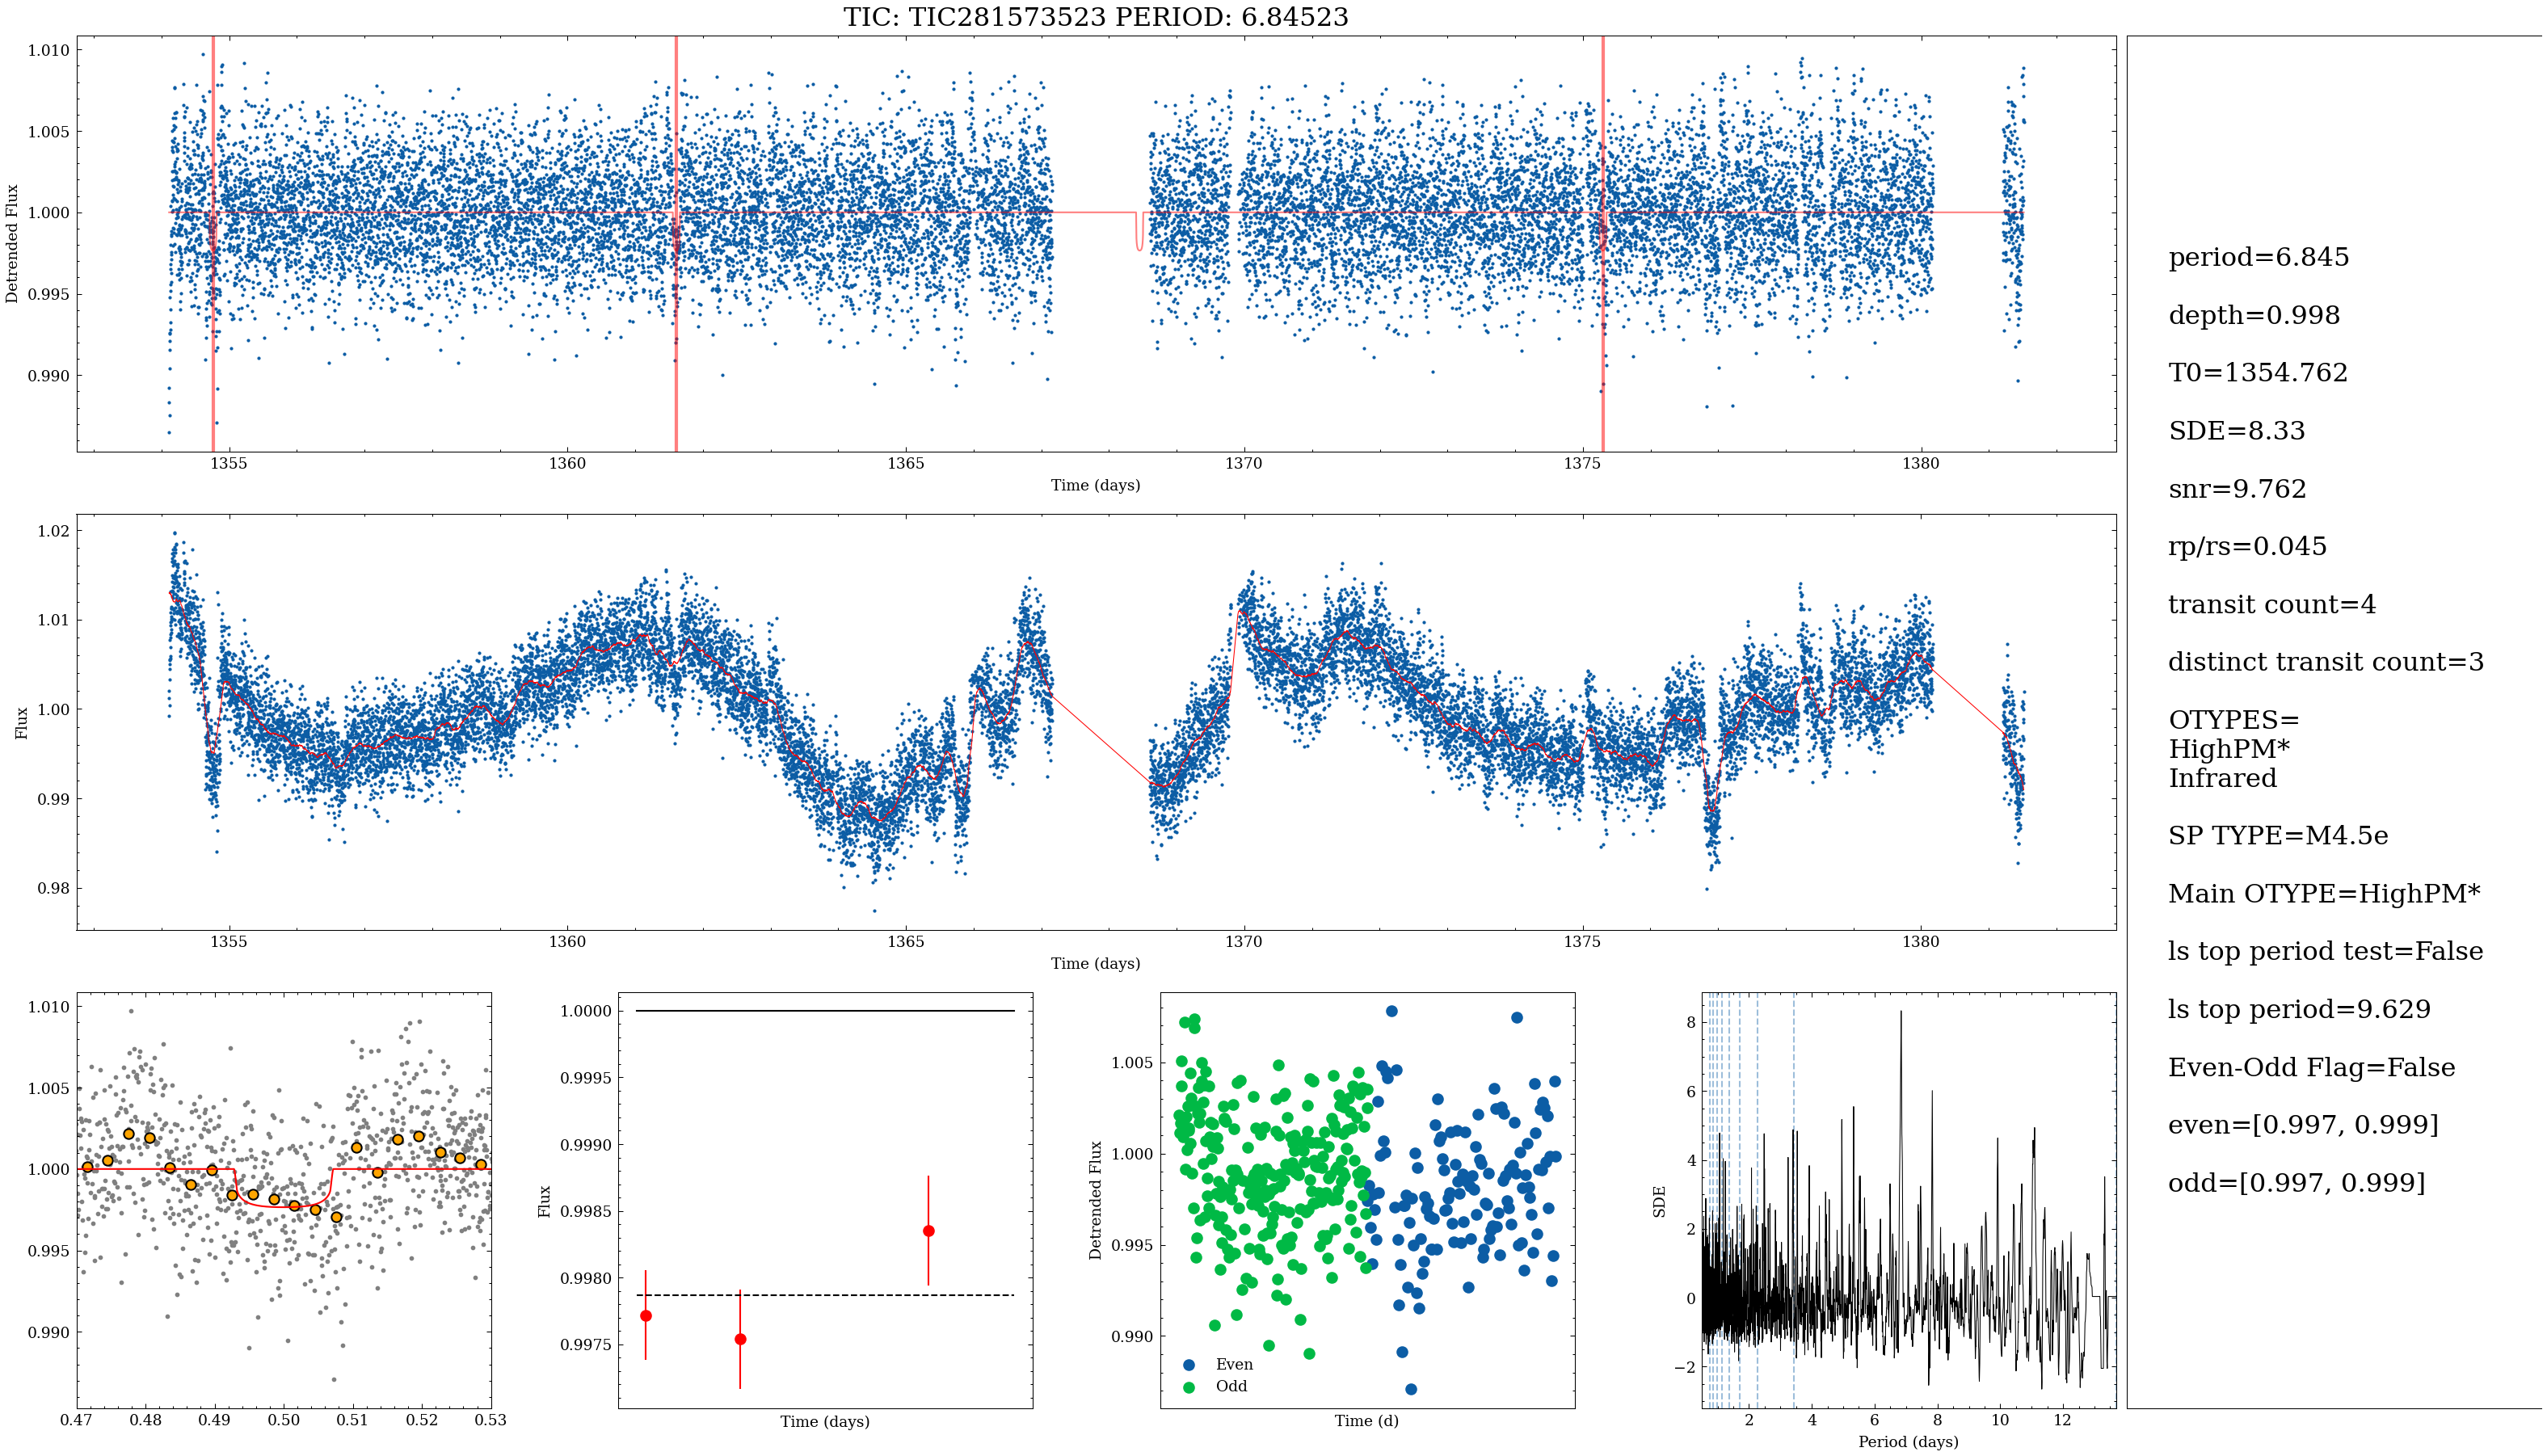 TIC: TIC281573523 PERIOD: 6.84523
1.010
1.005
1.000
0.995
0.990
Detrended Flux
1355
1360
1365
1370
1375
1380
Time (days)
1.02
1.01
1.00
0.99
0.98
Flux
1355
1360
1365
1370
1375
1380
Time (days)
1.010
1.005
1.000
0.995
0.990
0.47
0.48
0.49
0.50
0.51
0.52
0.53
1.0000
0.9995
0.9990
0.9985
0.9980
0.9975
Flux
Time (days)
1.005
1.000
0.995
0.990
Detrended Flux
Even
Odd
Time (d)
8
6
4
2
0
−2
SDE
2
4
6
8
10
12
Period (days)
period=6.845
depth=0.998
T0=1354.762
SDE=8.33
snr=9.762
rp/rs=0.045
transit count=4
distinct transit count=3
OTYPES=
HighPM*
Infrared
SP TYPE=M4.5e
Main OTYPE=HighPM*
ls top period test=False
ls top period=9.629
Even-Odd Flag=False
even=[0.997, 0.999]
odd=[0.997, 0.999]